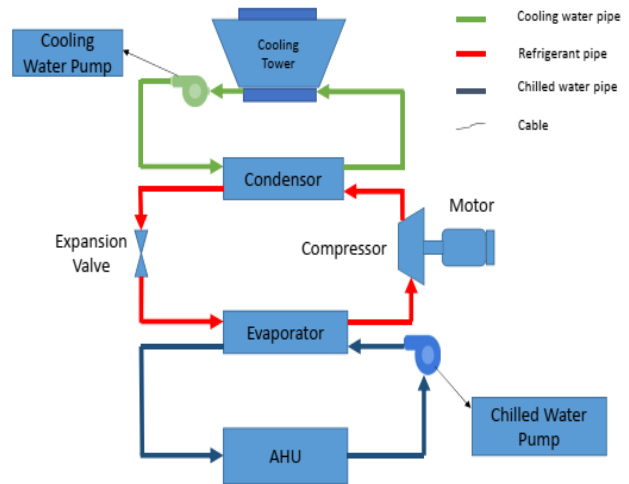 Cooling
Water Pump
Cooling
Tower
Cooling water pipe
Refrigerant pipe
Chilled water pipe
Cable
Condensor
Expansion
Valve
Compressor
Motor
Evaporator
AHU
Chilled Water
Pump